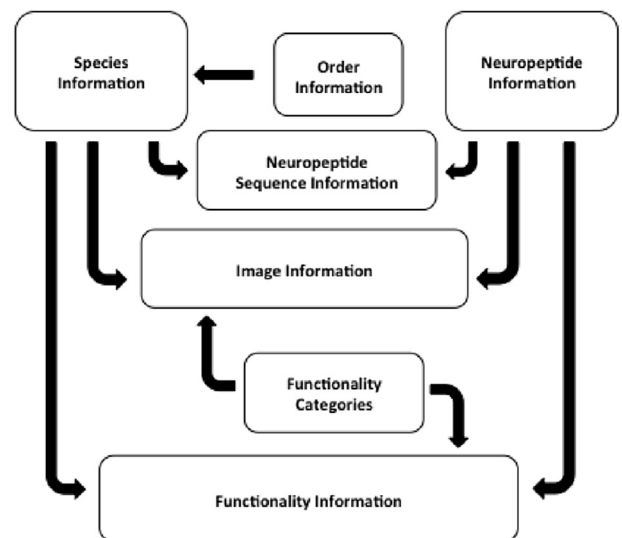 Species
Information
Order
Information
Neuropeptide
Information
Neuropeptide
Sequence Information
Image Information
Functionality
Categories
Functionality Information